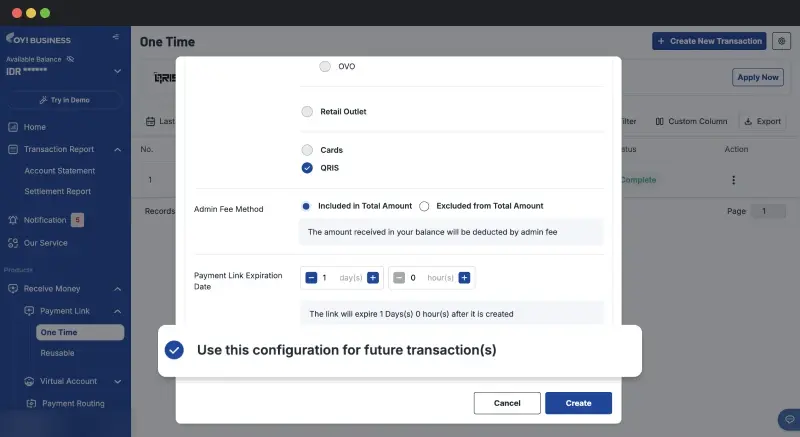 OY! BUSINESS
Available Balance
IDR ******
Try in Demo
Home
Transaction Report
Account Statement
Settlement Report
Notification 5
Our Service
Products
Receive Money
Payment Link
One Time
Reusable
Virtual Account
Payment Routing
One Time
Create New Transaction
QRIS
Apply Now
Last
Custom Column
Export
No.
Action
1
Complete
Records
Page 1
OVO
Retail Outlet
Cards
QRIS
Admin Fee Method
Included in Total Amount
Excluded from Total Amount
The amount received in your balance will be deducted by admin fee
Payment Link Expiration
Date
1 day(s)
0 hour(s)
The link will expire 1 Days(s) 0 hour(s) after it is created
Use this configuration for future transaction(s)
Cancel
Create